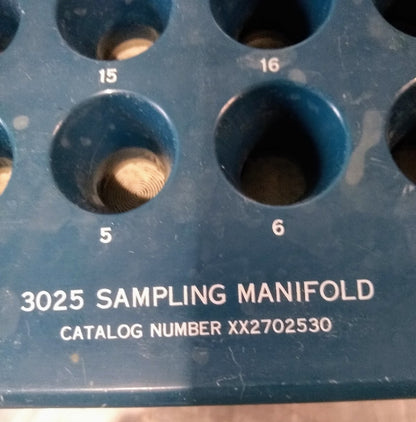 15 16
5 6
3025 SAMPLING MANIFOLD
CATALOG NUMBER XX2702530